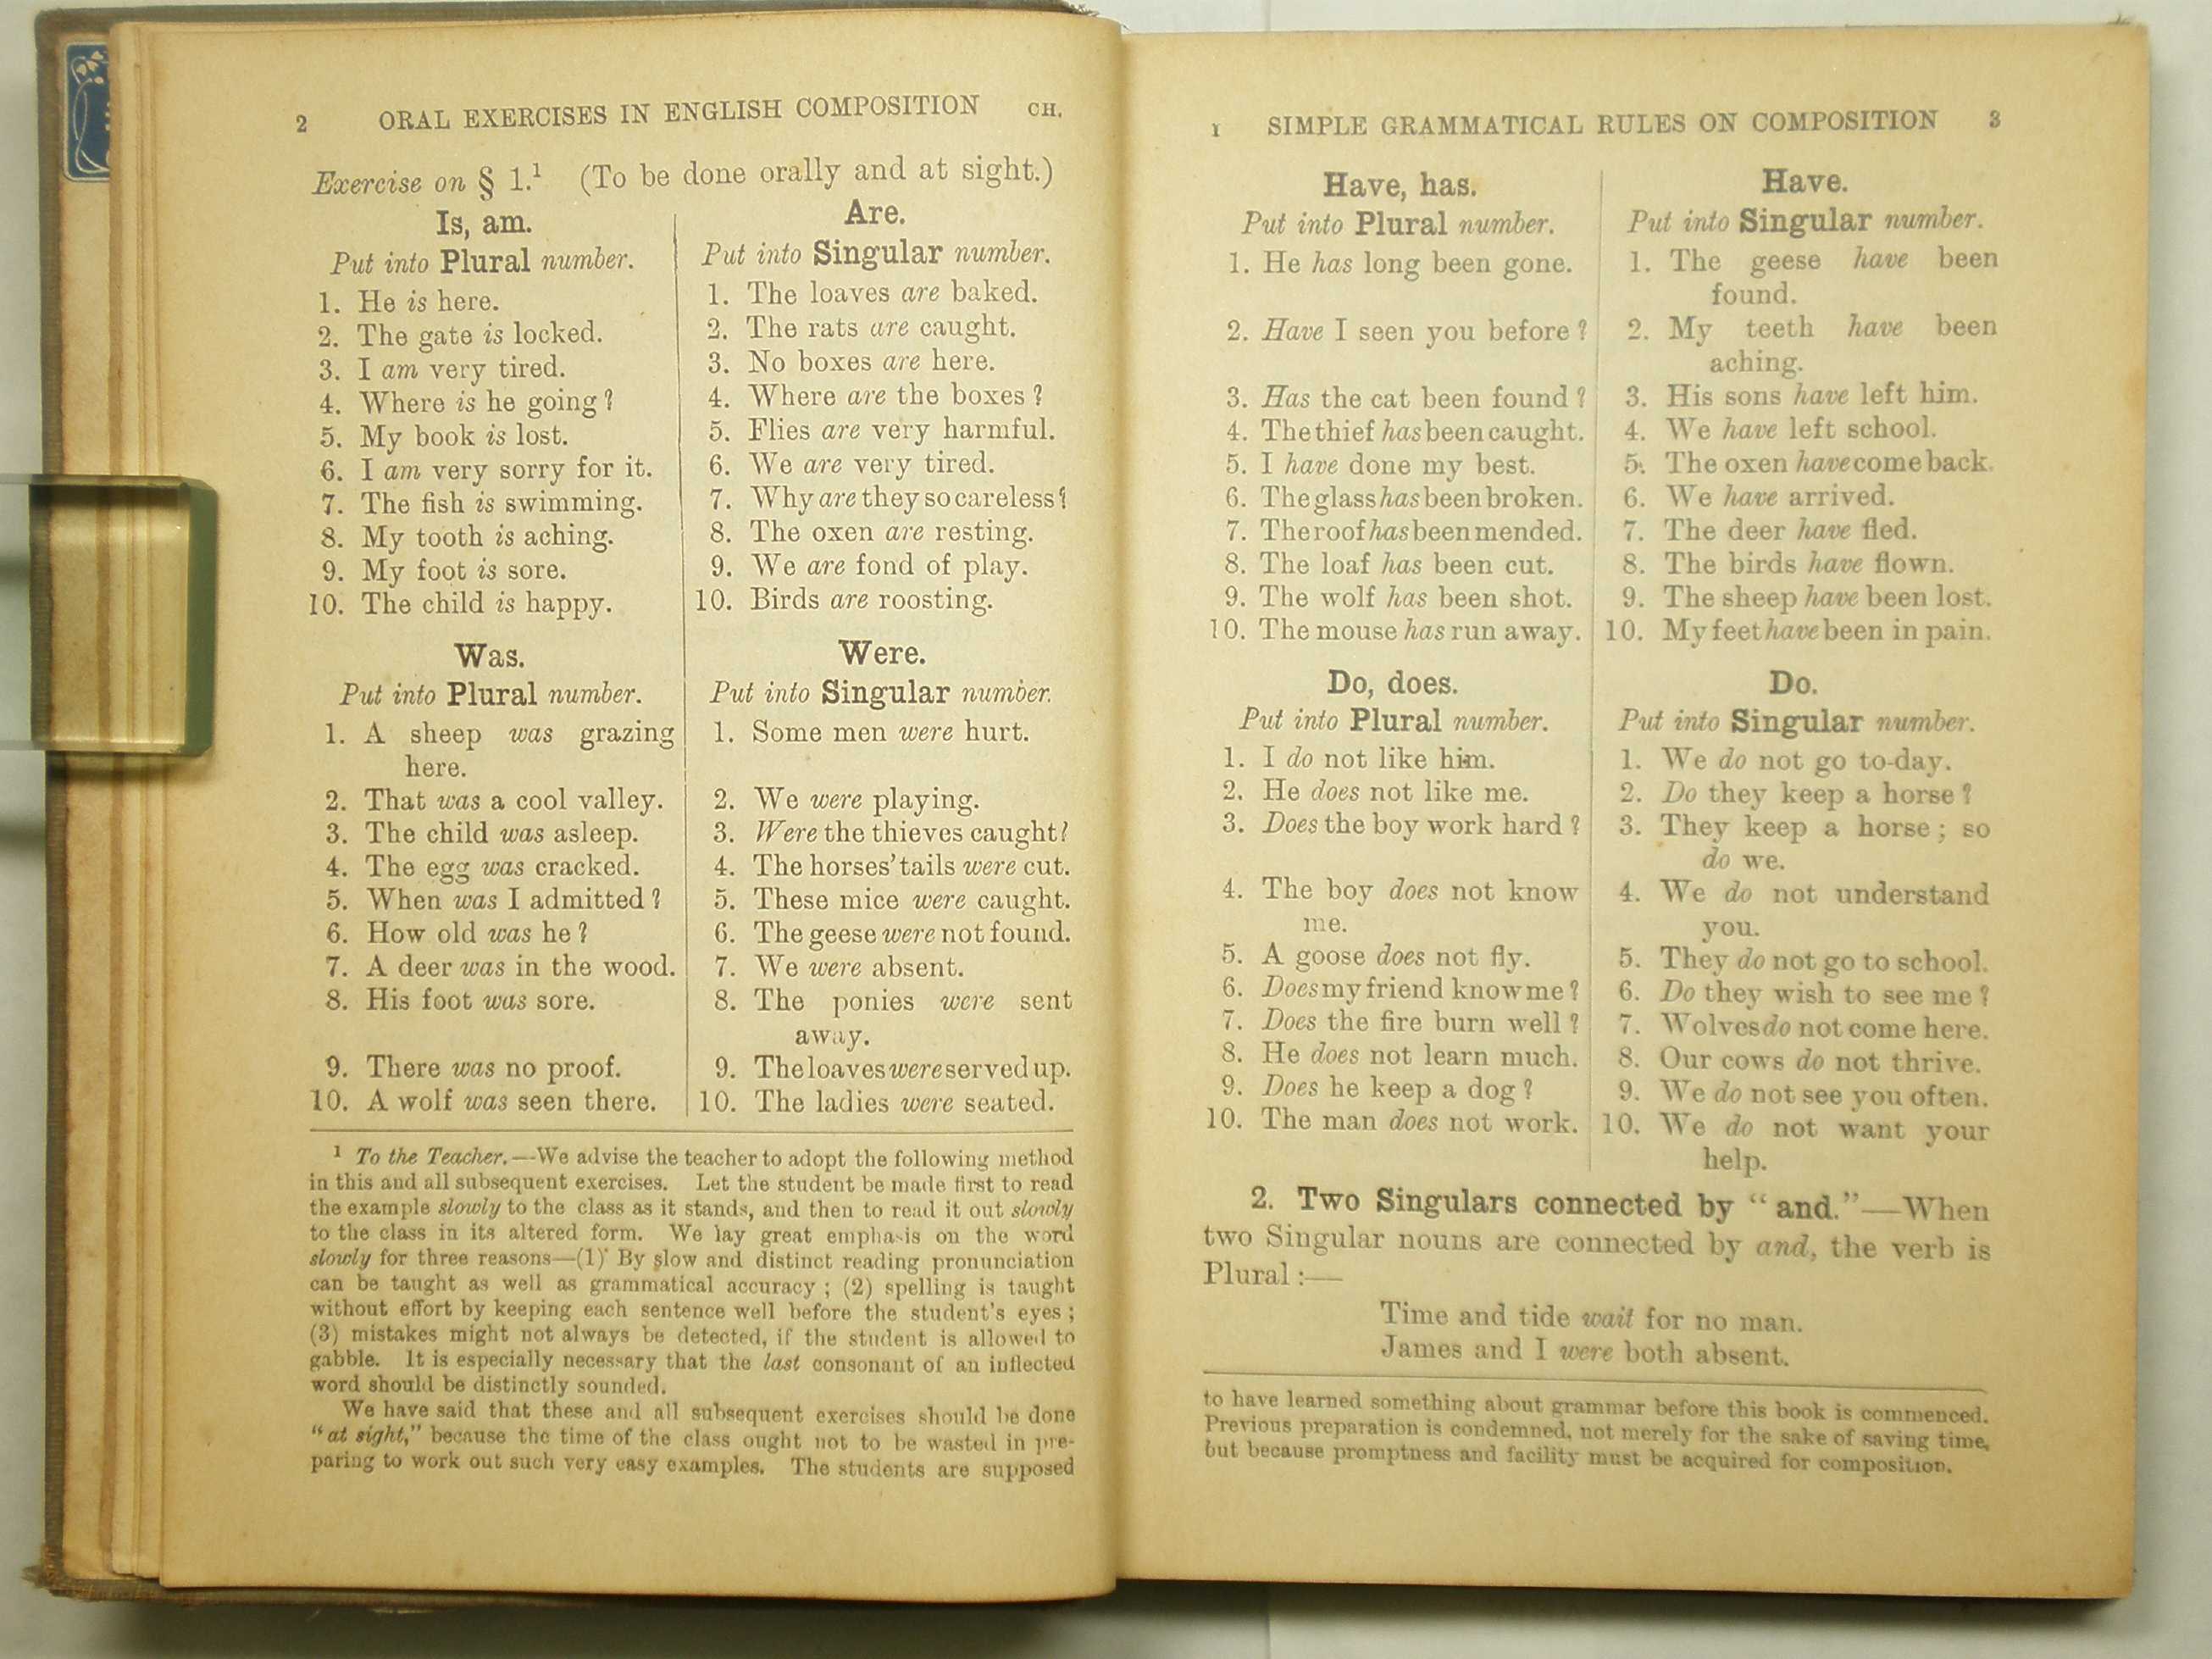 2 ORAL EXERCISES IN ENGLISH COMPOSITION CH.
Exercise on § 1.¹ (To be done orally and at sight.)
Is, am.
Put into Plural number.
1. He is here.
2. The gate is locked.
3. I am very tired.
4. Where is he going?
5. My book is lost.
6. I am very sorry for it.
7. The fish is swimming.
8. My tooth is aching.
9. My foot is sore.
10. The child is happy.
Are.
Put into Singular number.
1. The loaves are baked.
2. The rats are caught.
3. No boxes are here.
4. Where are the boxes?
5. Flies are very harmful.
6. We are very tired.
7. Why are they so careless?
8. The oxen are resting.
9. We are fond of play.
10. Birds are roosting.
Was.
Put into Plural number.
1. A sheep was grazing
here.
2. That was a cool valley.
3. The child was asleep.
4. The egg was cracked.
5. When was I admitted?
6. How old was he?
7. A deer was in the wood.
8. His foot was sore.
9. There was no proof.
10. A wolf was seen there.
Were.
Put into Singular number.
1. Some men were hurt.
2. We were playing.
3. Were the thieves caught?
4. The horses' tails were cut.
5. These mice were caught.
6. The geese were not found.
7. We were absent.
8. The ponies were sent
away.
9. The loaves were served up.
10. The ladies were seated.
¹ To the Teacher.—We advise the teacher to adopt the following method
in this and all subsequent exercises. Let the student be made first to read
the example slowly to the class as it stands, and then to read it out slowly
to the class in its altered form. We lay great emphasis on the word
slowly for three reasons—(1) By slow and distinct reading pronunciation
can be taught as well as grammatical accuracy; (2) spelling is taught
without effort by keeping each sentence well before the student's eyes;
(3) mistakes might not always be detected, if the student is allowed to
gabble. It is especially necessary that the last consonant of an inflected
word should be distinctly sounded.
We have said that these and all subsequent exercises should be done
"at sight," because the time of the class ought not to be wasted in pre-
paring to work out such very easy examples. The students are supposed
I SIMPLE GRAMMATICAL RULES ON COMPOSITION 3
Have, has.
Put into Plural number.
1. He has long been gone.
2. Have I seen you before?
3. Has the cat been found?
4. The thief has been caught.
5. I have done my best.
6. The glass has been broken.
7. The roof has been mended.
8. The loaf has been cut.
9. The wolf has been shot.
10. The mouse has run away.
Have.
Put into Singular number.
1. The geese have been
found.
2. My teeth have been
aching.
3. His sons have left him.
4. We have left school.
5. The oxen have come back.
6. We have arrived.
7. The deer have fled.
8. The birds have flown.
9. The sheep have been lost.
10. My feet have been in pain.
Do, does.
Put into Plural number.
1. I do not like him.
2. He does not like me.
3. Does the boy work hard?
4. The boy does not know
me.
5. A goose does not fly.
6. Does my friend know me?
7. Does the fire burn well?
8. He does not learn much.
9. Does he keep a dog?
10. The man does not work.
Do.
Put into Singular number.
1. We do not go to-day.
2. Do they keep a horse?
3. They keep a horse; so
do we.
4. We do not understand
you.
5. They do not go to school.
6. Do they wish to see me?
7. Wolves do not come here.
8. Our cows do not thrive.
9. We do not see you often.
10. We do not want your
help.
2. Two Singulars connected by "and."—When
two Singular nouns are connected by and, the verb is
Plural:—
Time and tide wait for no man.
James and I were both absent.
to have learned something about grammar before this book is commenced.
Previous preparation is condemned, not merely for the sake of saving time,
but because promptness and facility must be acquired for composition.